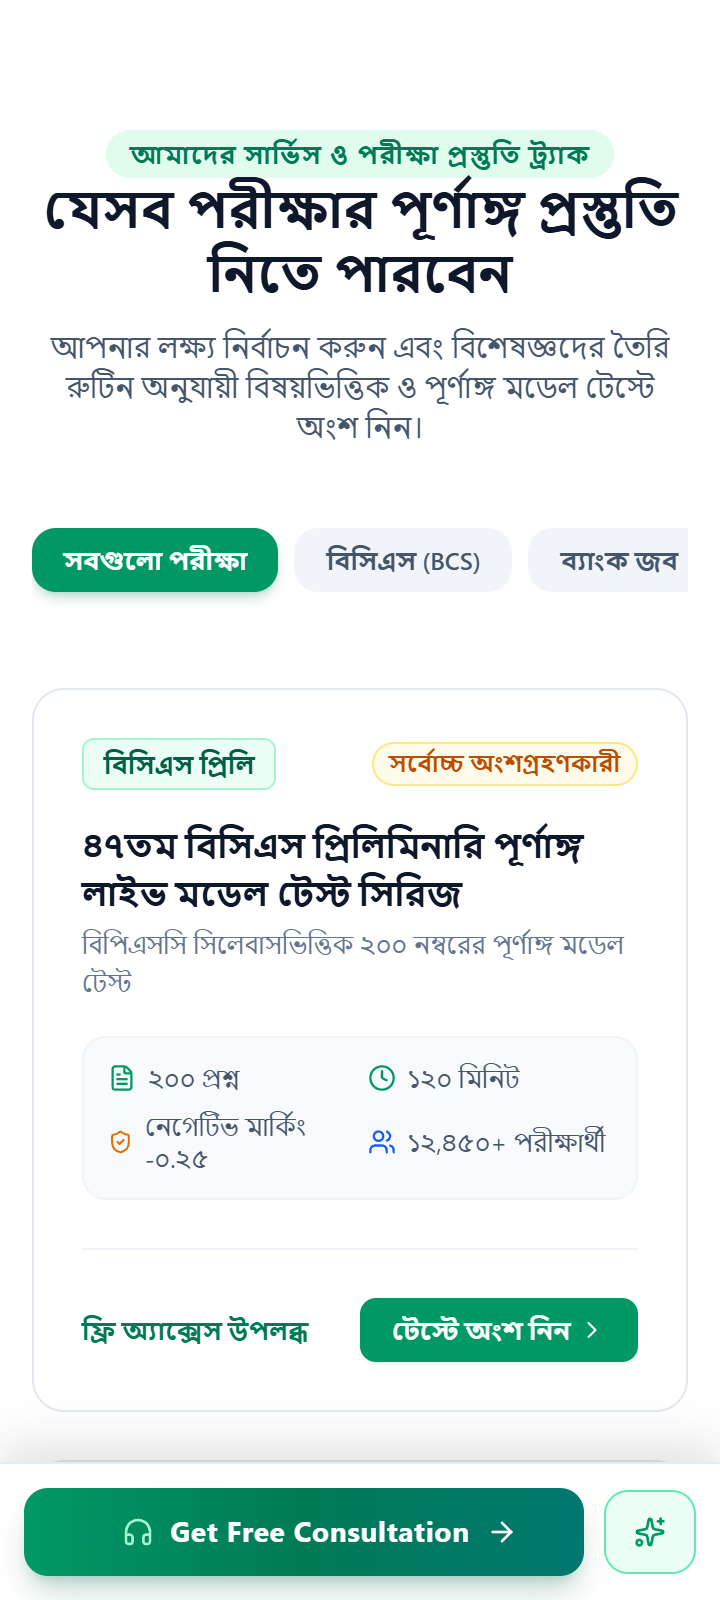 আমাদের সার্ভিস ও পরীক্ষা প্রস্তুতি ট্র্যাক
যেসব পরীক্ষার পূর্ণাঙ্গ প্রস্তুতি
নিতে পারবেন
আপনার লক্ষ্য নির্বাচন করুন এবং বিশেষজ্ঞদের তৈরি
রুটিন অনুযায়ী বিষয়ভিত্তিক ও পূর্ণাঙ্গ মডেল টেস্টে
অংশ নিন।
সবগুলো পরীক্ষা
বিসিএস (BCS)
ব্যাংক জব
বিসিএস প্রিলি
সর্বোচ্চ অংশগ্রহণকারী
৪৭তম বিসিএস প্রিলিমিনারি পূর্ণাঙ্গ
লাইভ মডেল টেস্ট সিরিজ
বিপিএসসি সিলেবাসভিত্তিক ২০০ নম্বরের পূর্ণাঙ্গ মডেল
টেস্ট
২০০ প্রশ্ন
১২০ মিনিট
নেগেটিভ মার্কিং
-০.২৫
১২,৪৫০+ পরীক্ষার্থী
ফ্রি অ্যাক্সেস উপলব্ধ
টেস্টে অংশ নিন
Get Free Consultation